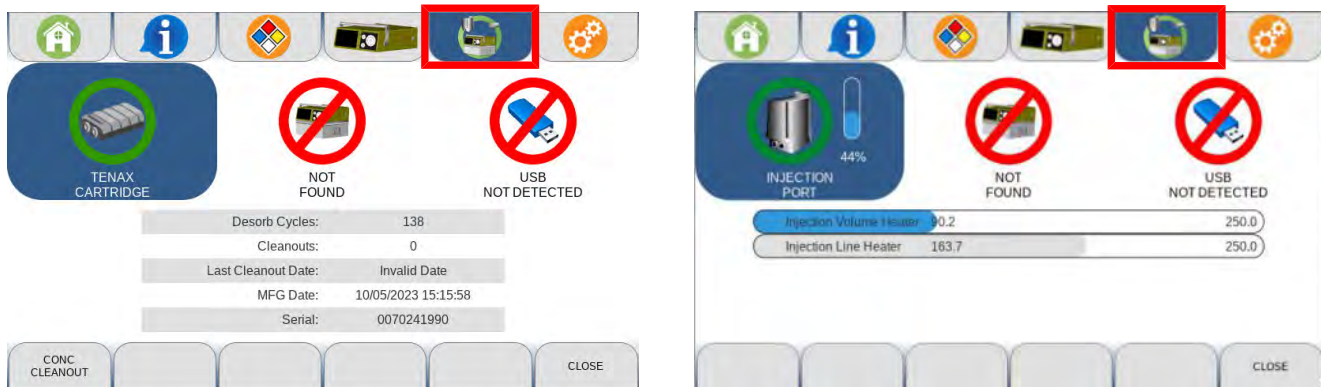 TENAX
CARTRIDGE
NOT
FOUND
USB
NOT DETECTED
Desorb Cycles: 138
Cleanouts: 0
Last Cleanout Date: Invalid Date
MFG Date: 10/05/2023 15:15:58
Serial: 0070241990
CONC
CLEANOUT
CLOSE
44%
INJECTION
PORT
NOT
FOUND
USB
NOT DETECTED
Injection Volume Heater 90.2 250.0
Injection Line Heater 163.7 250.0
CLOSE